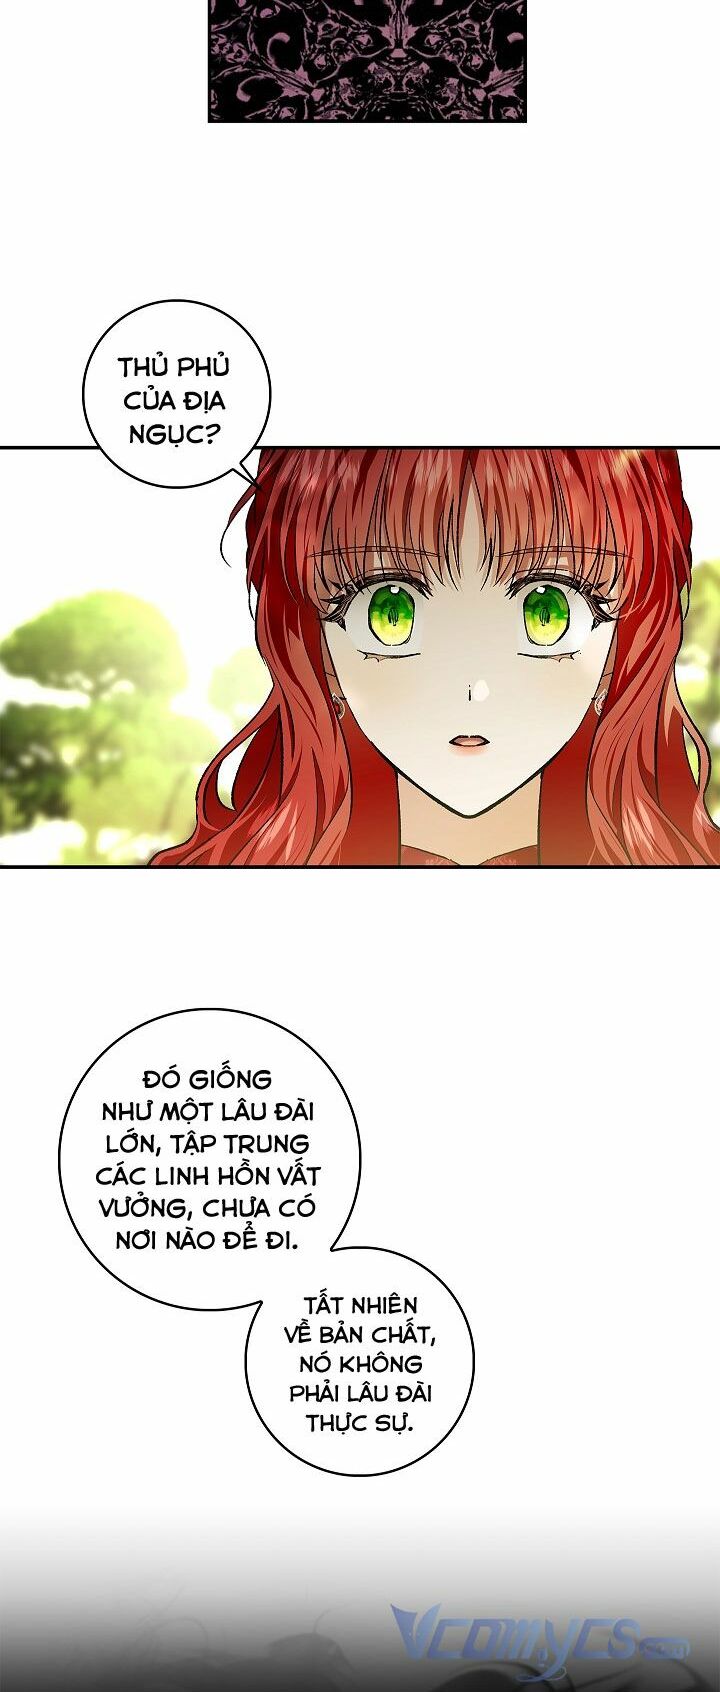 THỦ PHỦ
CỦA ĐỊA
NGỤC?
ĐÓ GIỐNG
NHƯ MỘT LÂU ĐÀI
LỚN, TẬP TRUNG
CÁC LINH HỒN VẤT
VƯỞNG, CHƯA CÓ
NƠI NÀO ĐỂ ĐI.
TẤT NHIÊN
VỀ BẢN CHẤT,
NÓ KHÔNG
PHẢI LÂU ĐÀI
THỰC SỰ.
VCOMYCS